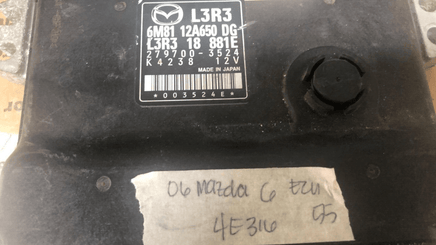 L3R3
6M81 12A650 DG
L3R3 18 881E
279700-3524
K4238 12V
MADE IN JAPAN
*003524E*
06 Mazda 6 ECU
4E316 05